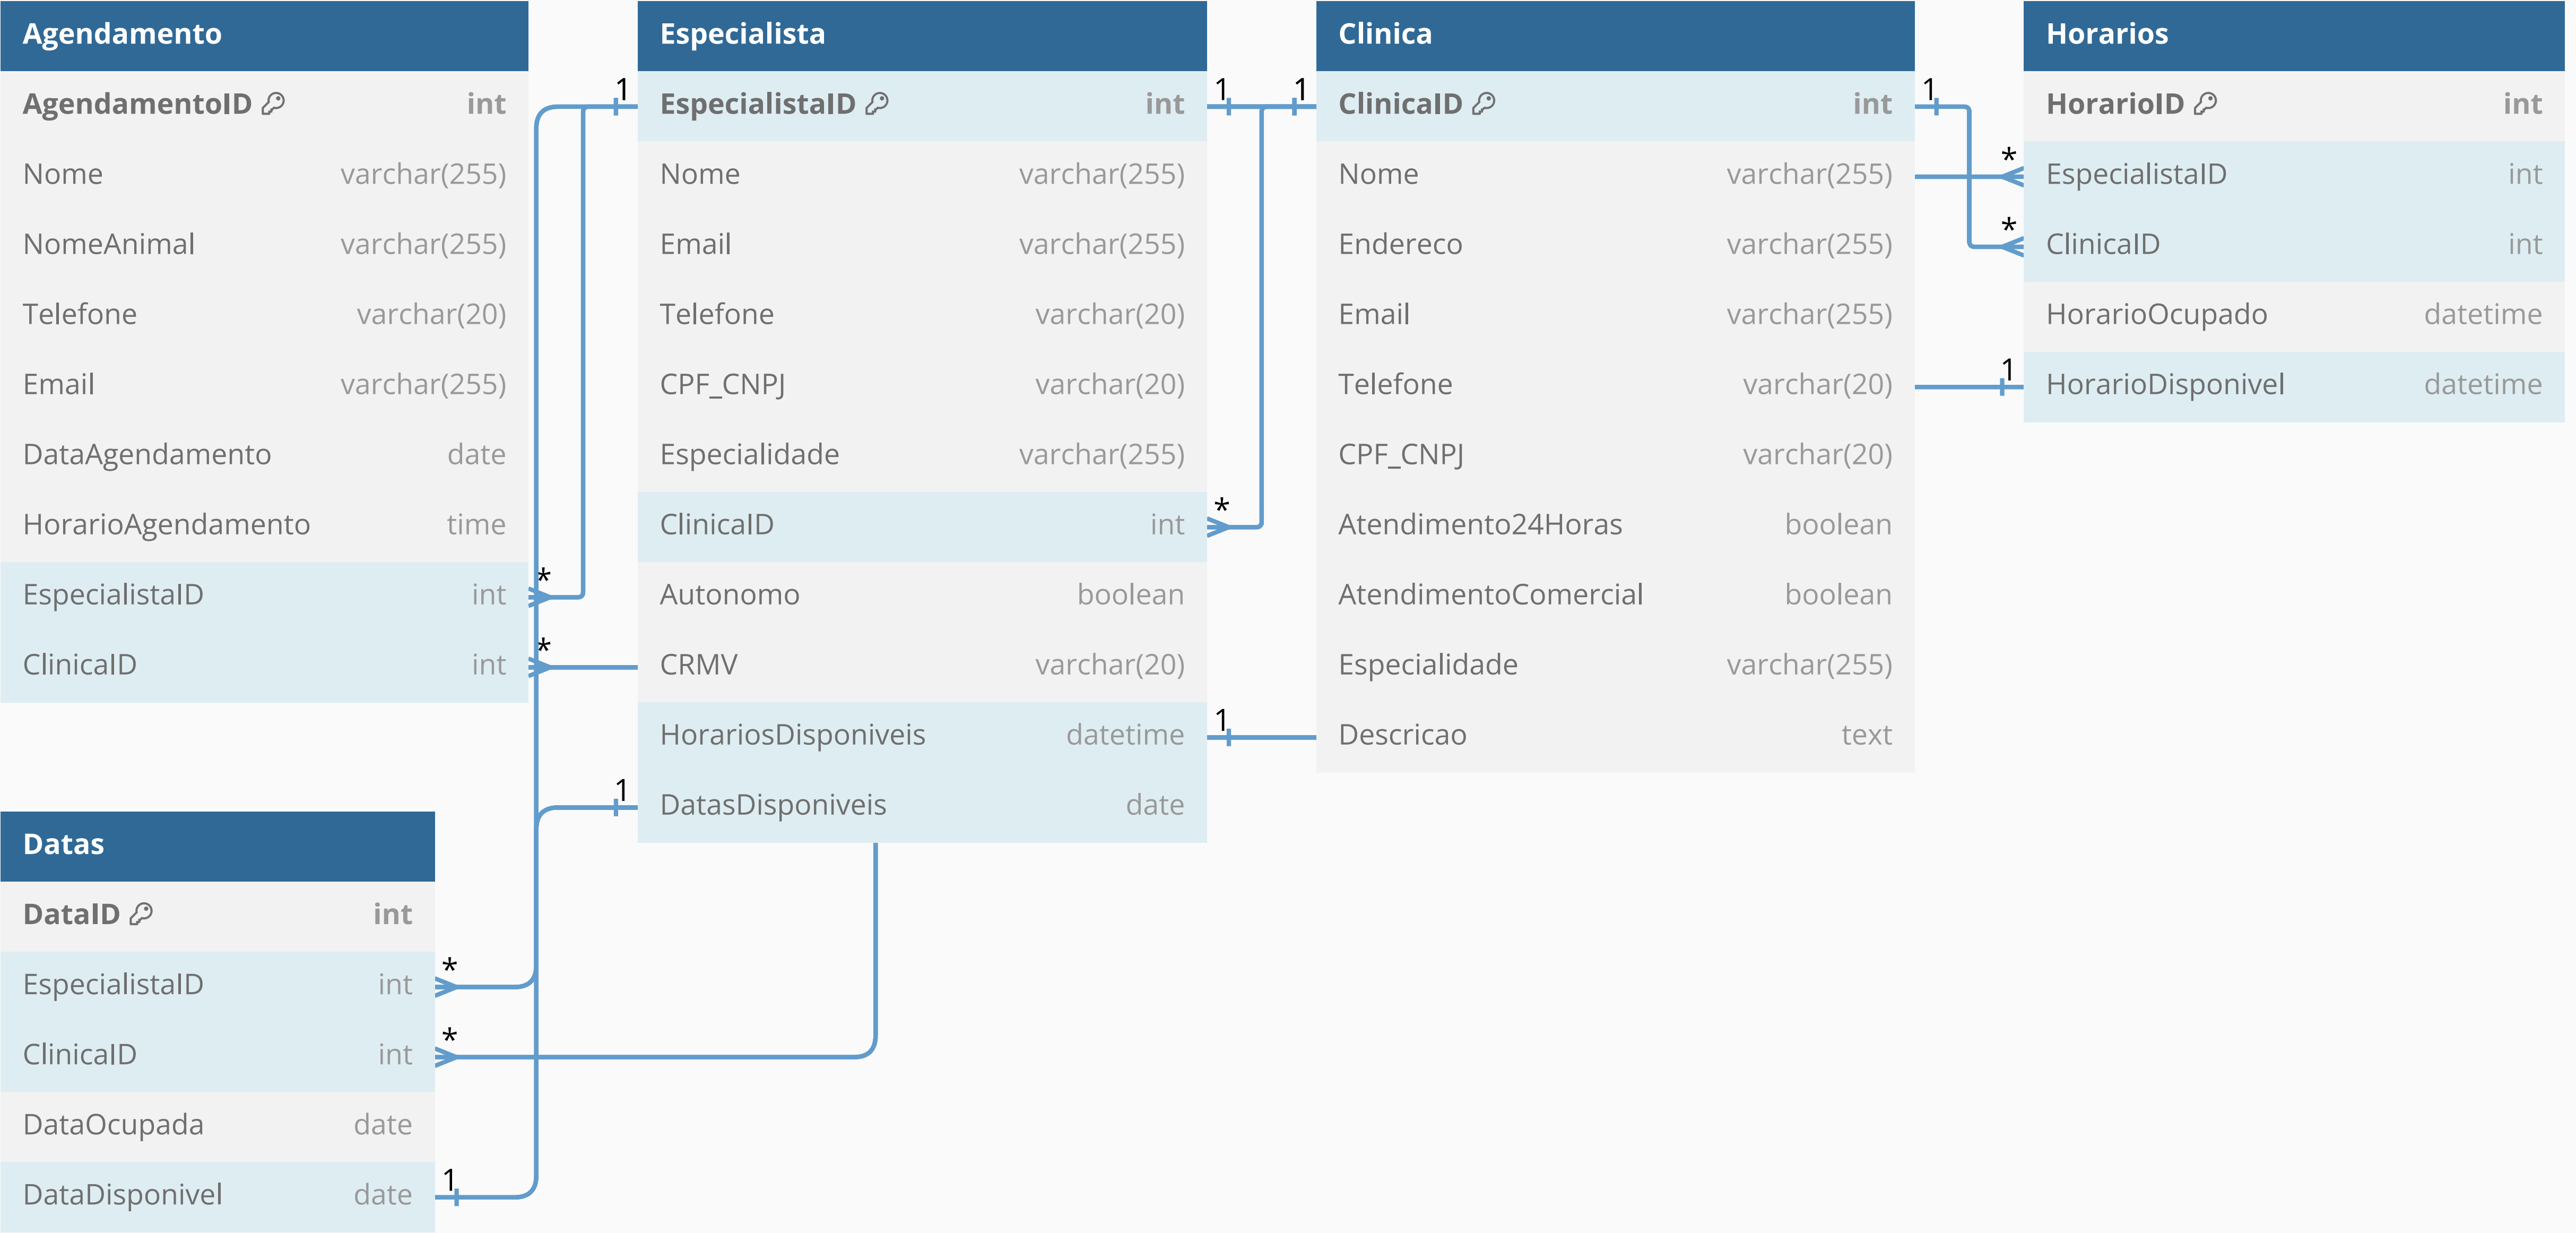 Agendamento
AgendamentoID int
Nome varchar(255)
NomeAnimal varchar(255)
Telefone varchar(20)
Email varchar(255)
DataAgendamento date
HorarioAgendamento time
EspecialistaID int *
ClinicaID int *
Especialista
1 EspecialistaID int 1
Nome varchar(255)
Email varchar(255)
Telefone varchar(20)
CPF_CNPJ varchar(20)
Especialidade varchar(255)
ClinicaID int *
Autonomo boolean
CRMV varchar(20)
HorariosDisponiveis datetime 1
1 DatasDisponiveis date
Clinica
1 ClinicaID int 1
Nome varchar(255)
Endereco varchar(255)
Email varchar(255)
Telefone varchar(20)
CPF_CNPJ varchar(20)
Atendimento24Horas boolean
AtendimentoComercial boolean
Especialidade varchar(255)
Descricao text
Horarios
HorarioID int
* EspecialistaID int
* ClinicaID int
HorarioOcupado datetime
1 HorarioDisponivel datetime
Datas
DataID int
EspecialistaID int *
ClinicaID int *
DataOcupada date
DataDisponivel date 1